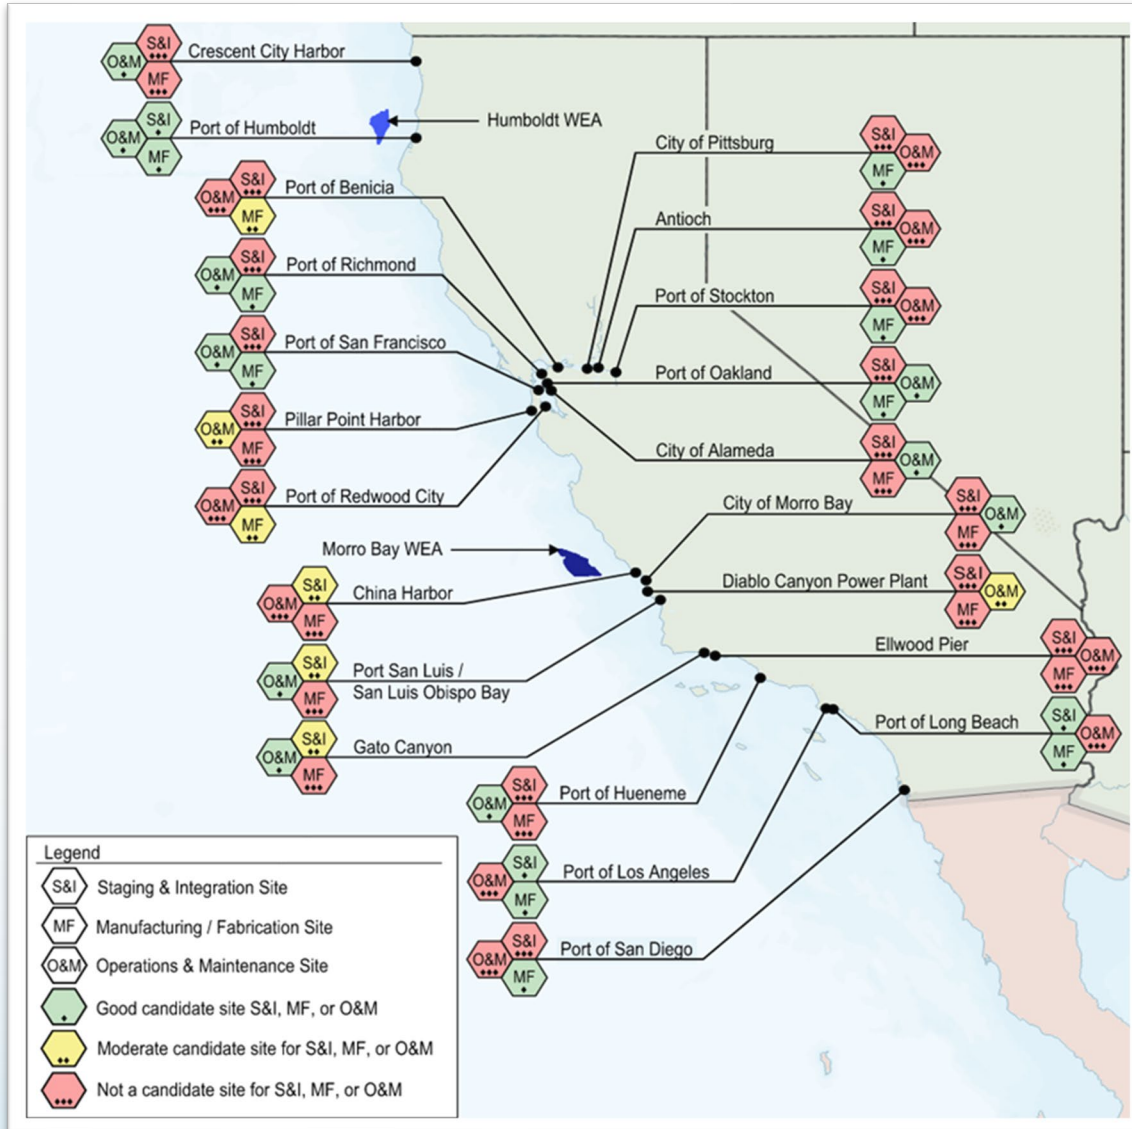 S&I
O&M
MF
Crescent City Harbor
S&I
O&M
MF
Port of Humboldt
Humboldt WEA
S&I
O&M
MF
Port of Benicia
S&I
O&M
MF
Port of Richmond
S&I
O&M
MF
Port of San Francisco
S&I
O&M
MF
Pillar Point Harbor
S&I
O&M
MF
Port of Redwood City
Morro Bay WEA
S&I
O&M
MF
China Harbor
S&I
O&M
MF
Port San Luis /
San Luis Obispo Bay
S&I
O&M
MF
Gato Canyon
S&I
O&M
MF
Port of Hueneme
S&I
O&M
MF
Port of Los Angeles
S&I
O&M
MF
Port of San Diego
City of Pittsburg
S&I
O&M
MF
Antioch
S&I
O&M
MF
Port of Stockton
S&I
O&M
MF
Port of Oakland
S&I
O&M
MF
City of Alameda
S&I
O&M
MF
City of Morro Bay
S&I
O&M
MF
Diablo Canyon Power Plant
S&I
O&M
MF
Ellwood Pier
S&I
O&M
MF
Port of Long Beach
S&I
O&M
MF
Legend
S&I Staging & Integration Site
MF Manufacturing / Fabrication Site
O&M Operations & Maintenance Site
Good candidate site S&I, MF, or O&M
Moderate candidate site for S&I, MF, or O&M
Not a candidate site for S&I, MF, or O&M